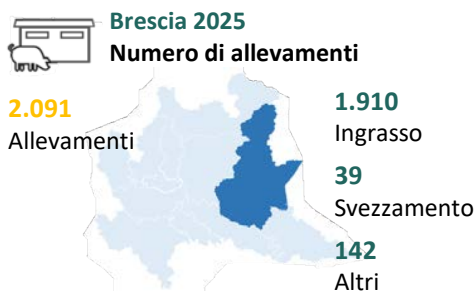 Brescia 2025
Numero di allevamenti
2.091
Allevamenti
1.910
Ingrasso
39
Svezzamento
142
Altri